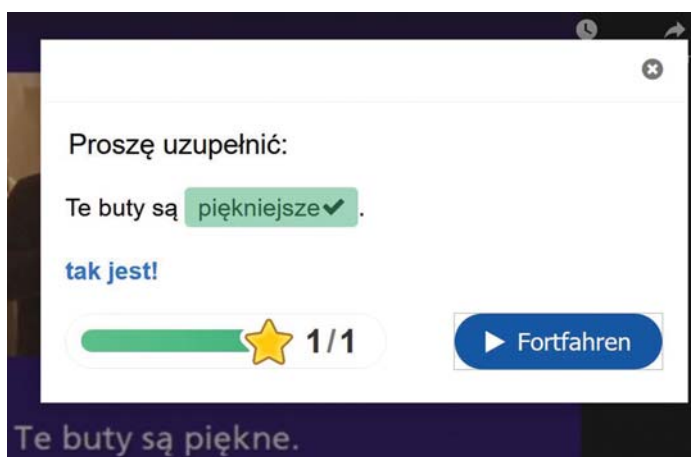 Proszę uzupełnić:
Te buty są piękniejsze✔.
tak jest!
1/1
Fortfahren
Te buty są piękne.